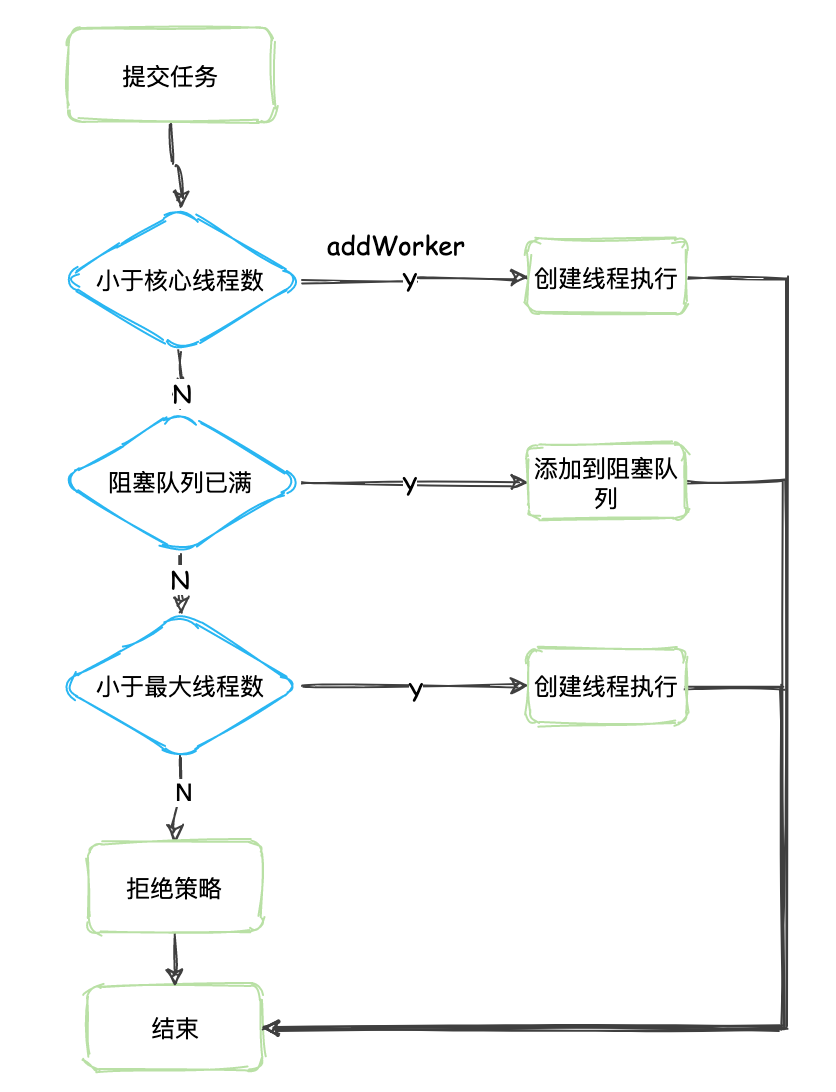 提交任务
addWorker
小于核心线程数
y
创建线程执行
N
阻塞队列已满
y
添加到阻塞队
列
N
小于最大线程数
y
创建线程执行
N
拒绝策略
结束